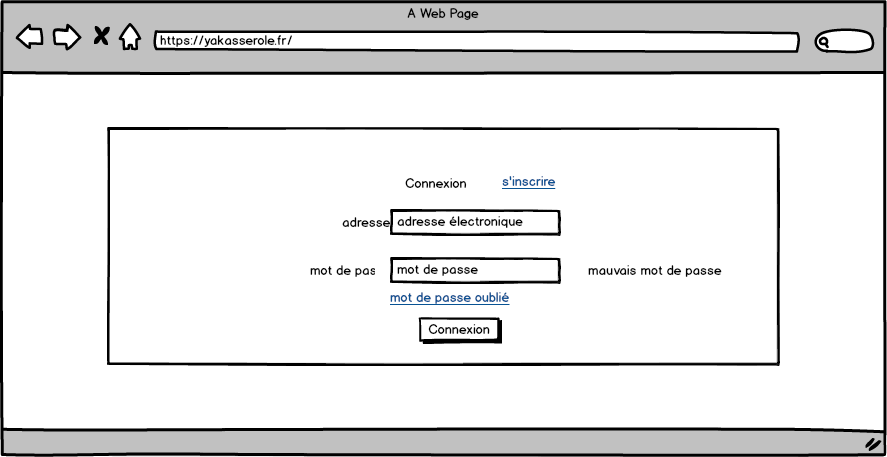 A Web Page
https://yakasserole.fr/
Connexion s'inscrire
adresse adresse électronique
mot de pas mot de passe mauvais mot de passe
mot de passe oublié
Connexion